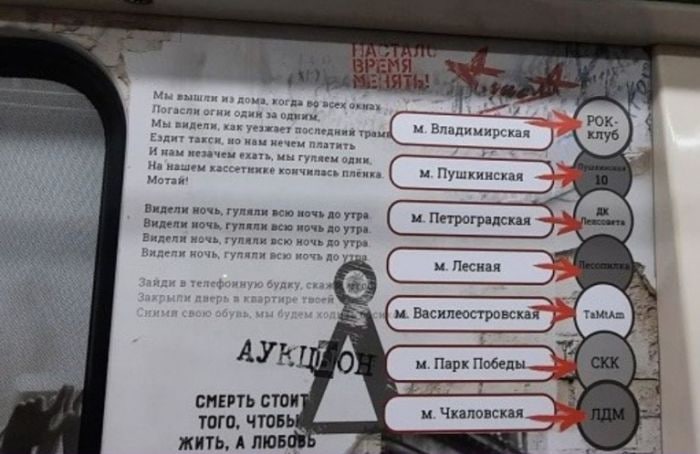 НАСТАЛО
ВРЕМЯ
МЕНЯТЬ!
Мы вышли из дома, когда во всех окнах
Погасли огни один за одним,
Мы видели, как уезжает последний трам
Ездит такси, но нам нечем платить
И нам незачем ехать, мы гуляем одни,
На нашем кассетнике кончилась плёнка.
Мотай!
Видели ночь, гуляли всю ночь до утра.
Видели ночь, гуляли всю ночь до утра.
Видели ночь, гуляли всю ночь до утра.
Видели ночь, гуляли всю ночь до утра.
Зайди в телефонную будку,
Закрыли дверь в квартире твоей
Сними свою обувь, мы будем
АУКЦЫОН
СМЕРТЬ СТОИТ
ТОГО, ЧТОБЫ
ЖИТЬ, А ЛЮБОВЬ
м. Владимирская
РОК-
клуб
м. Пушкинская
Пушкинская
10
м. Петроградская
ДК
Ленсовета
м. Лесная
Лесопилка
м. Василеостровская
TaMtAm
м. Парк Победы
СКК
м. Чкаловская
ЛДМ